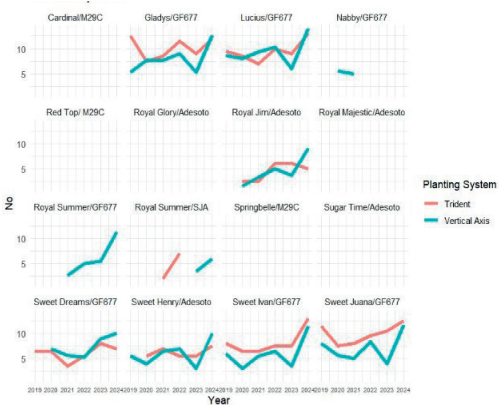 Cardinal/M29C Gladys/GF677 Lucius/GF677 Nabby/GF677
10
5
Red Top/ M29C Royal Glory/Adesoto Royal Jim/Adesoto Royal Majestic/Adesoto
10
5
No
Planting System
Trident
Vertical Axis
Royal Summer/GF677 Royal Summer/SJA Springbelle/M29C Sugar Time/Adesoto
10
5
Sweet Dreams/GF677 Sweet Henry/Adesoto Sweet Ivan/GF677 Sweet Juana/GF677
10
5
2019 2020 2021 2022 2023 2024 2019 2020 2021 2022 2023 2024 2019 2020 2021 2022 2023 2024 2019 2020 2021 2022 2023 2024
Year